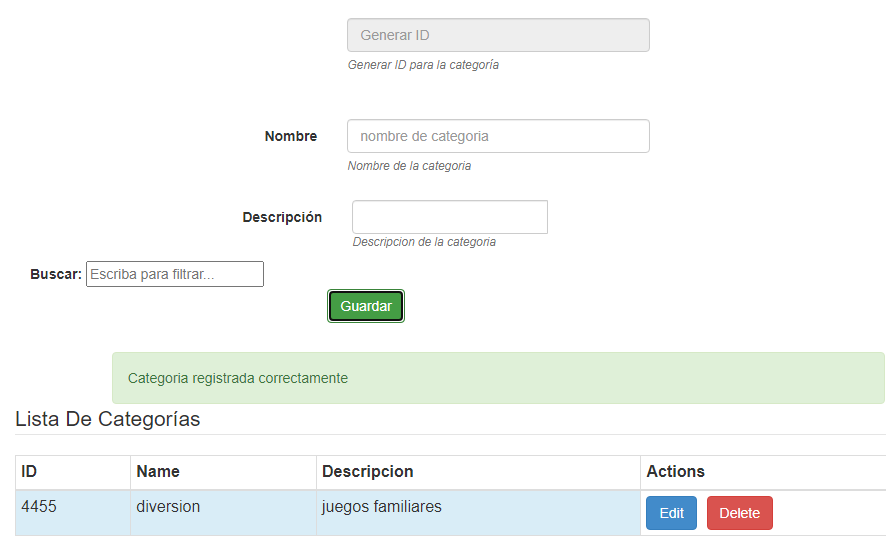 Generar ID
Generar ID para la categoría
Nombre
nombre de categoria
Nombre de la categoria
Descripción
Descripcion de la categoria
Buscar: Escriba para filtrar...
Guardar
Categoria registrada correctamente
Lista De Categorías
ID Name Descripcion Actions
4455 diversion juegos familiares Edit Delete